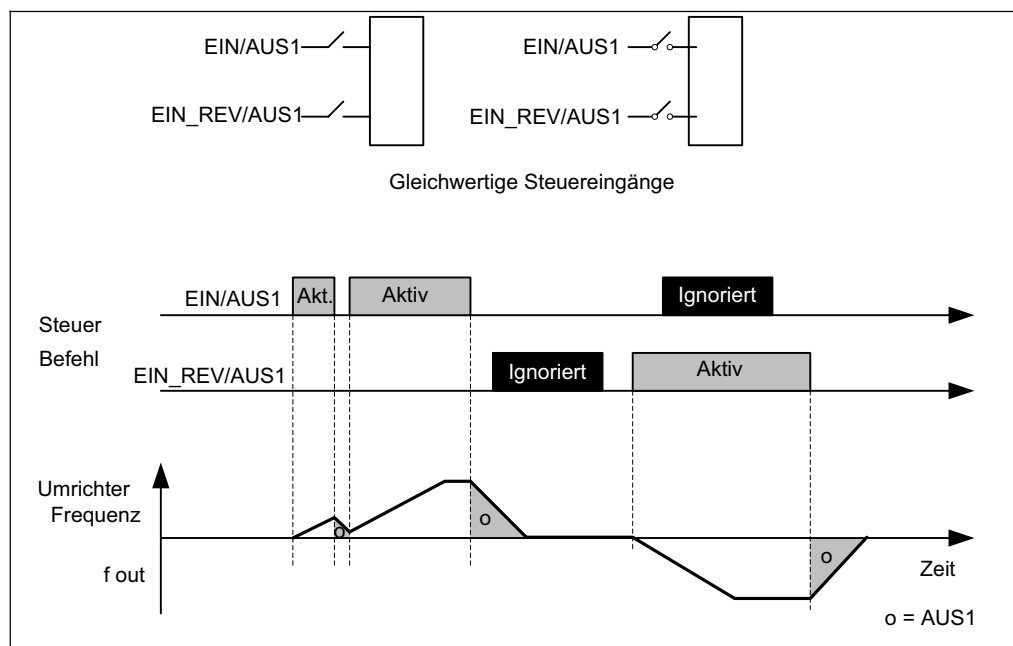 EIN/AUS1
EIN/AUS1
EIN_REV/AUS1
EIN_REV/AUS1
Gleichwertige Steuereingänge
EIN/AUS1
Akt.
Aktiv
Ignoriert
Steuer
Befehl
EIN_REV/AUS1
Ignoriert
Aktiv
Umrichter
Frequenz
f out
o
o
o
Zeit
o = AUS1